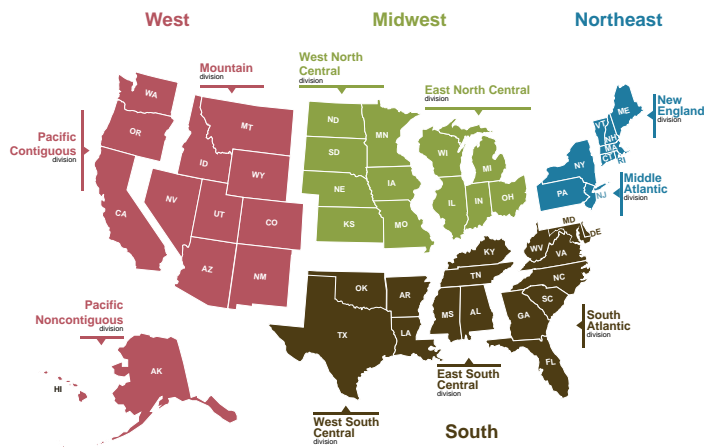 West
Midwest
Northeast
Mountain
division
West North
Central
division
East North Central
division
New
England
division
Pacific
Contiguous
division
Middle
Atlantic
division
Pacific
Noncontiguous
division
South
Atlantic
division
East South
Central
division
West South
Central
division
South
WA
OR
CA
MT
ID
WY
NV
UT
CO
AZ
NM
AK
HI
ND
SD
NE
KS
MN
IA
MO
WI
MI
IL
IN
OH
ME
VT
NH
MA
CT
RI
NY
PA
NJ
MD
DE
WV
VA
NC
SC
GA
FL
KY
TN
MS
AL
OK
AR
TX
LA